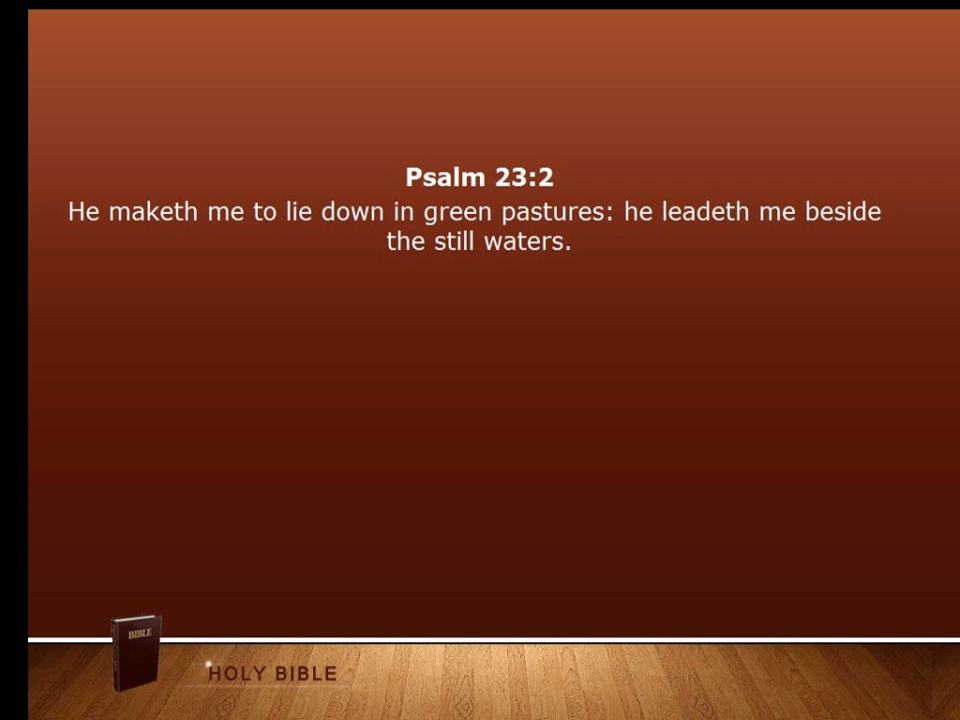 Psalm 23:2
He maketh me to lie down in green pastures: he leadeth me beside
the still waters.
BIBLE
HOLY BIBLE